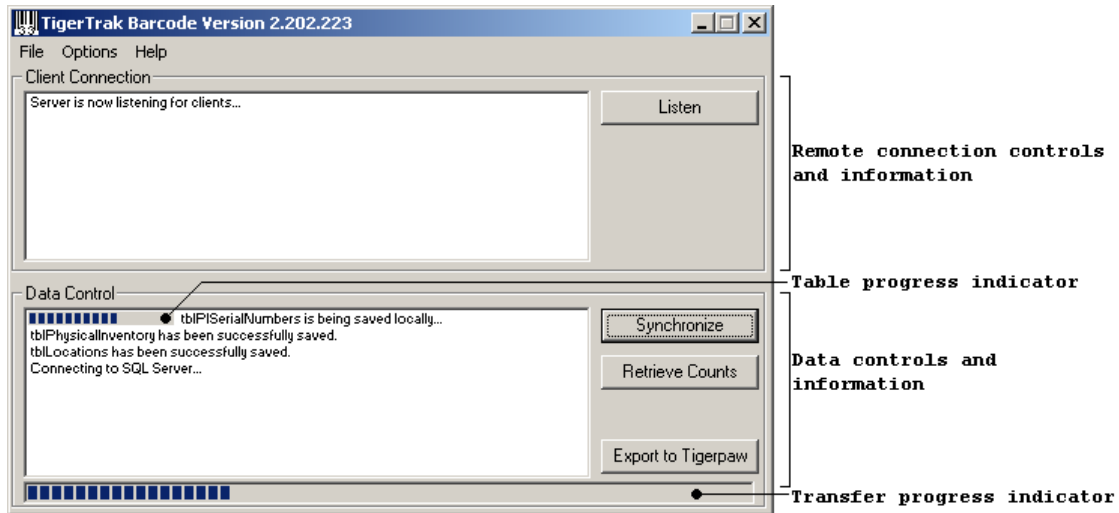 TigerTrak Barcode Version 2.202.223
File Options Help
Client Connection
Server is now listening for clients...
Listen
Remote connection controls
and information
Table progress indicator
Data Control
tblPISerialNumbers is being saved locally...
tblPhysicalInventory has been successfully saved.
tblLocations has been successfully saved.
Connecting to SQL Server...
Synchronize
Retrieve Counts
Export to Tigerpaw
Data controls and
information
Transfer progress indicator